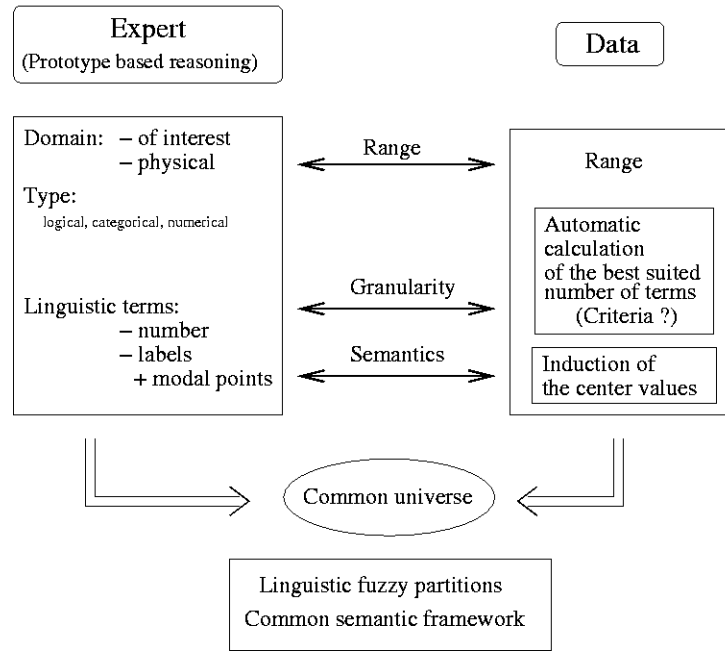 Expert
(Prototype based reasoning)
Data
Domain: – of interest
– physical
Type:
logical, categorical, numerical
Linguistic terms:
– number
– labels
+ modal points
Range
Granularity
Semantics
Range
Automatic
calculation
of the best suited
number of terms
(Criteria ?)
Induction of
the center values
Common universe
Linguistic fuzzy partitions
Common semantic framework